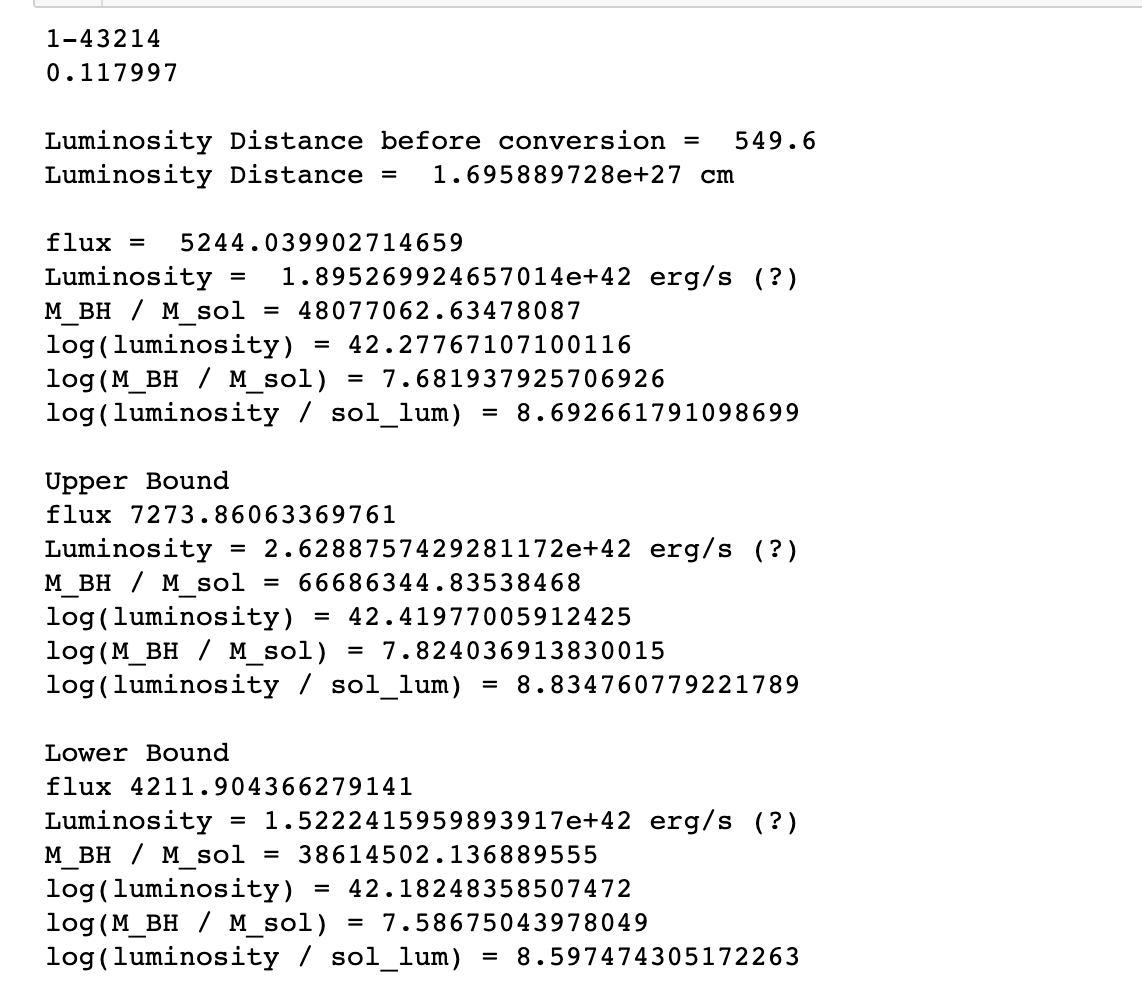 1-43214
0.117997
Luminosity Distance before conversion =  549.6
Luminosity Distance =  1.695889728e+27 cm
flux =  5244.039902714659
Luminosity =  1.895269924657014e+42 erg/s (?)
M_BH / M_sol = 48077062.63478087
log(luminosity) = 42.27767107100116
log(M_BH / M_sol) = 7.681937925706926
log(luminosity / sol_lum) = 8.692661791098699
Upper Bound
flux 7273.86063369761
Luminosity = 2.6288757429281172e+42 erg/s (?)
M_BH / M_sol = 66686344.83538468
log(luminosity) = 42.41977005912425
log(M_BH / M_sol) = 7.824036913830015
log(luminosity / sol_lum) = 8.834760779221789
Lower Bound
flux 4211.904366279141
Luminosity = 1.5222415959893917e+42 erg/s (?)
M_BH / M_sol = 38614502.136889555
log(luminosity) = 42.18248358507472
log(M_BH / M_sol) = 7.58675043978049
log(luminosity / sol_lum) = 8.597474305172263